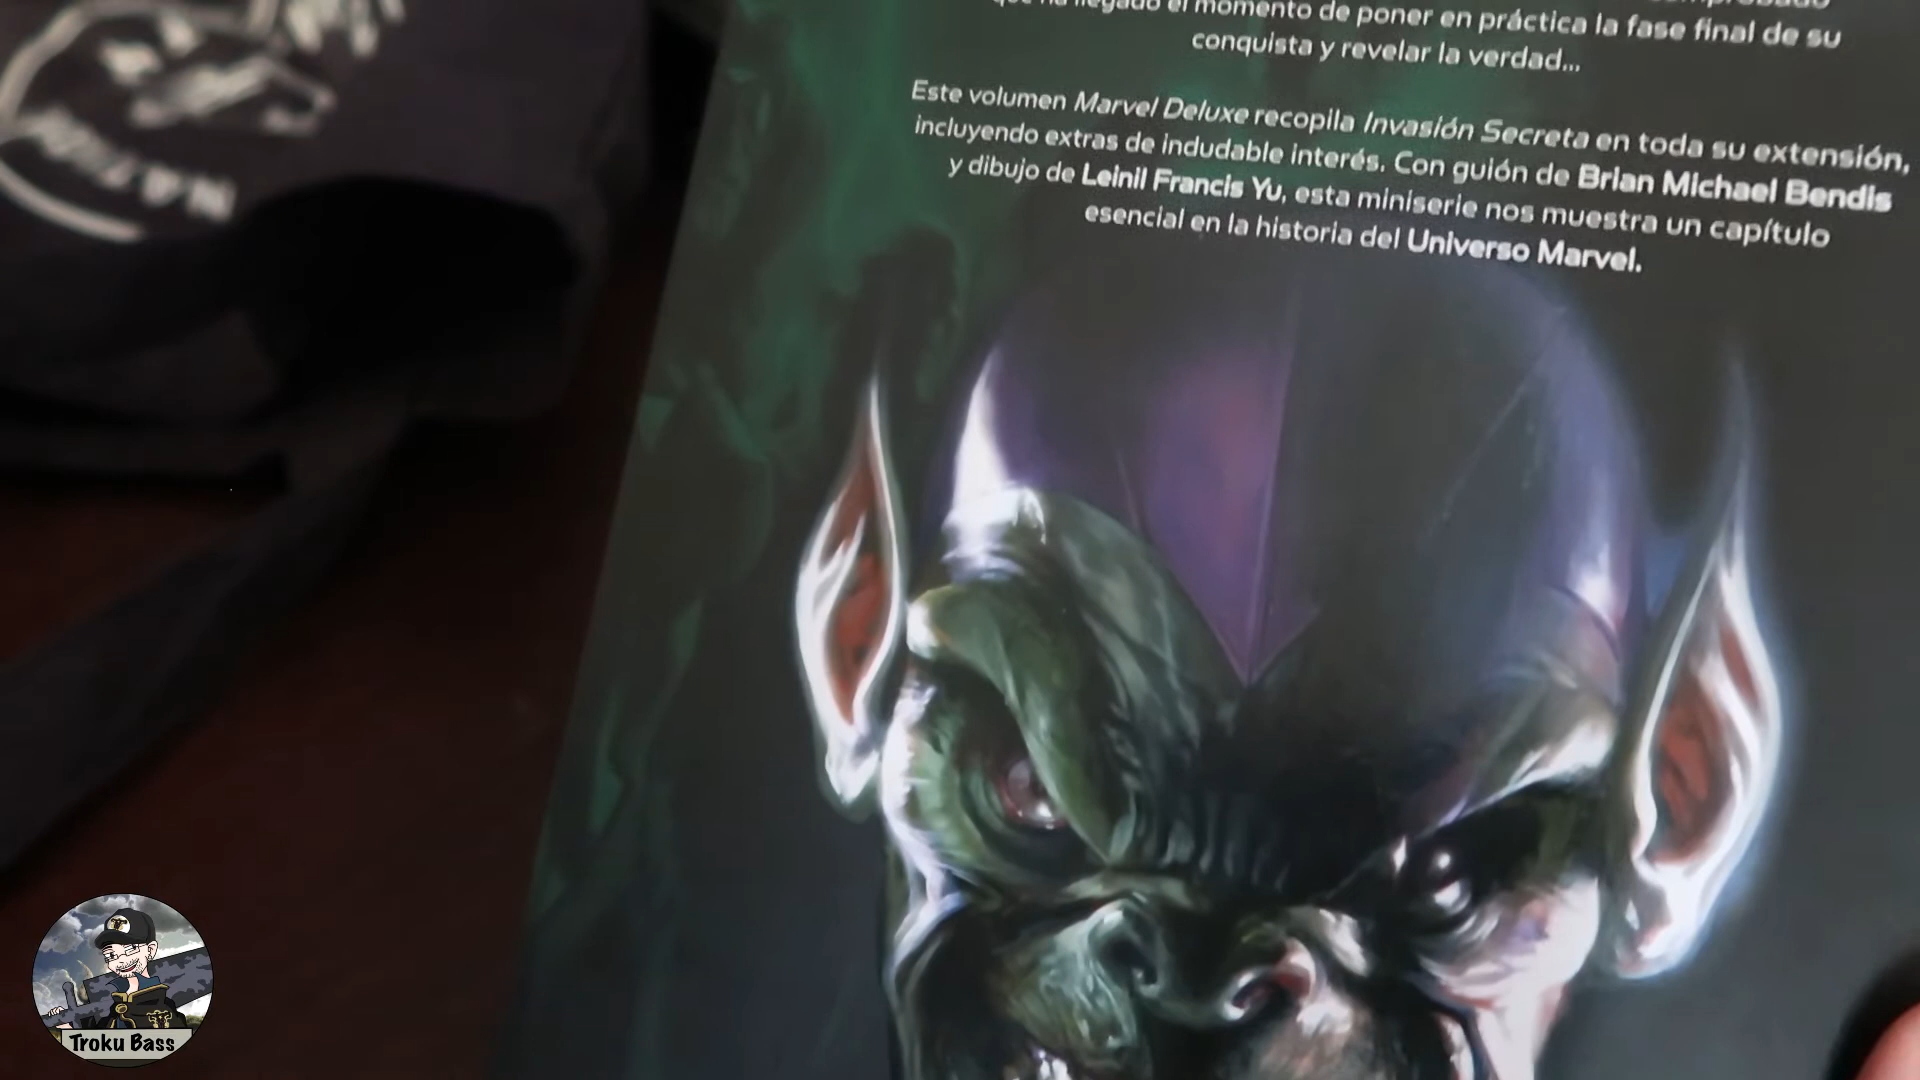 que ha llegado el momento de poner en práctica la fase final de su
conquista y revelar la verdad...
Este volumen Marvel Deluxe recopila Invasión Secreta en toda su extensión,
incluyendo extras de indudable interés. Con guión de Brian Michael Bendis
y dibujo de Leinil Francis Yu, esta miniserie nos muestra un capítulo
esencial en la historia del Universo Marvel.
Troku Bass